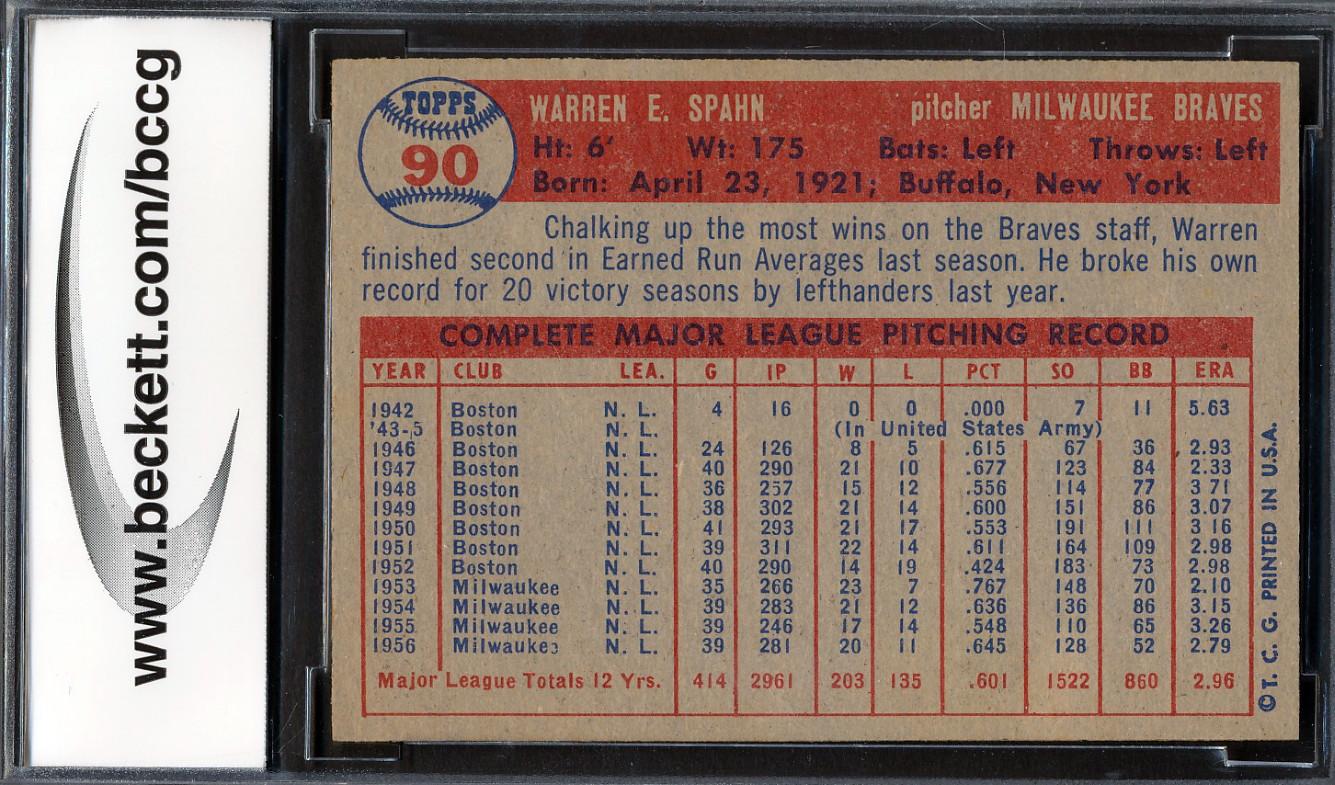 www.beckett.com/bccg
TOPPS
90
WARREN E. SPAHN pitcher MILWAUKEE BRAVES
Ht: 6' Wt: 175 Bats: Left Throws: Left
Born: April 23, 1921; Buffalo, New York
Chalking up the most wins on the Braves staff, Warren
finished second in Earned Run Averages last season. He broke his own
record for 20 victory seasons by lefthanders last year.
COMPLETE MAJOR LEAGUE PITCHING RECORD
YEAR CLUB LEA. G IP W L PCT SO BB ERA
1942 Boston N. L. 4 16 0 0 .000 7 11 5.63
'43-5 Boston N. L. (In United States Army)
1946 Boston N. L. 24 126 8 5 .615 67 36 2.93
1947 Boston N. L. 40 290 21 10 .677 123 84 2.33
1948 Boston N. L. 36 257 15 12 .556 114 77 3 71
1949 Boston N. L. 38 302 21 14 .600 151 86 3.07
1950 Boston N. L. 41 293 21 17 .553 191 111 3 16
1951 Boston N. L. 39 311 22 14 .611 164 109 2.98
1952 Boston N. L. 40 290 14 19 .424 183 73 2.98
1953 Milwaukee N. L. 35 266 23 7 .767 148 70 2.10
1954 Milwaukee N. L. 39 283 21 12 .636 136 86 3.15
1955 Milwaukee N. L. 39 246 17 14 .548 110 65 3.26
1956 Milwaukee N. L. 39 281 20 11 .645 128 52 2.79
Major League Totals 12 Yrs. 414 2961 203 135 .601 1522 860 2.96
© T. C. G. PRINTED IN U.S.A.